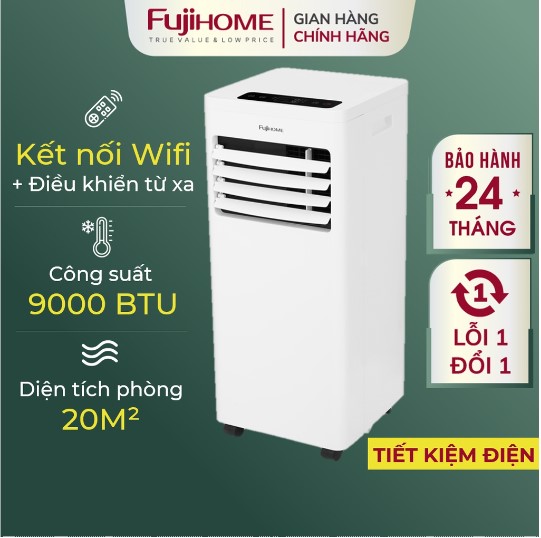 FujiHOME
TRUE VALUE & LOW PRICE
GIAN HÀNG
CHÍNH HÃNG
FujiHOME
Kết nối Wifi
+ Điều khiển từ xa
Công suất
9000 BTU
Diện tích phòng
20M²
BẢO HÀNH
24
THÁNG
1
LỖI 1
ĐỔI 1
TIẾT KIỆM ĐIỆN